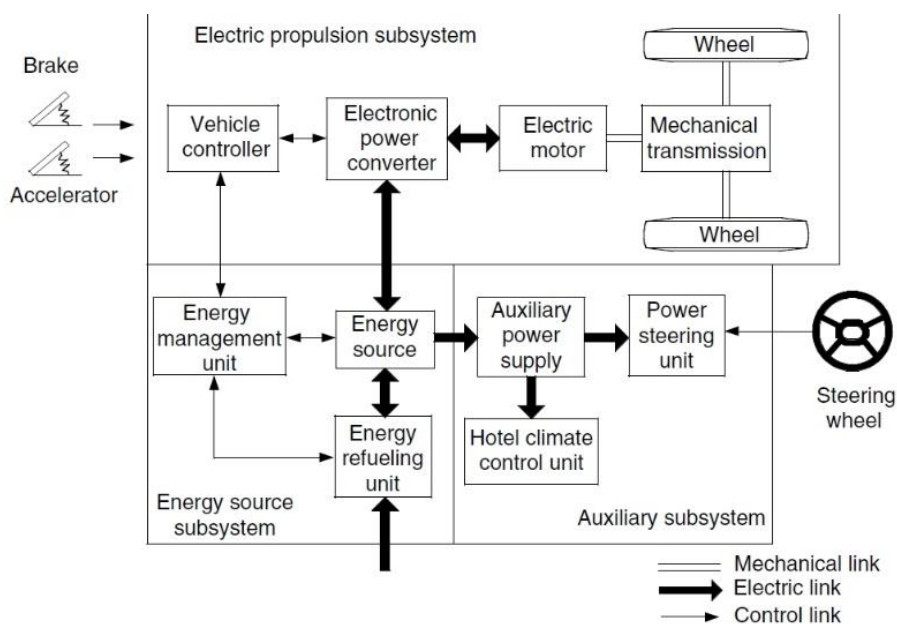 Electric propulsion subsystem
Wheel
Brake
Vehicle
controller
Electronic
power
converter
Electric
motor
Mechanical
transmission
Accelerator
Wheel
Energy
management
unit
Energy
source
Auxiliary
power
supply
Power
steering
unit
Steering
wheel
Energy
refueling
unit
Hotel climate
control unit
Energy source
subsystem
Auxiliary subsystem
Mechanical link
Electric link
Control link